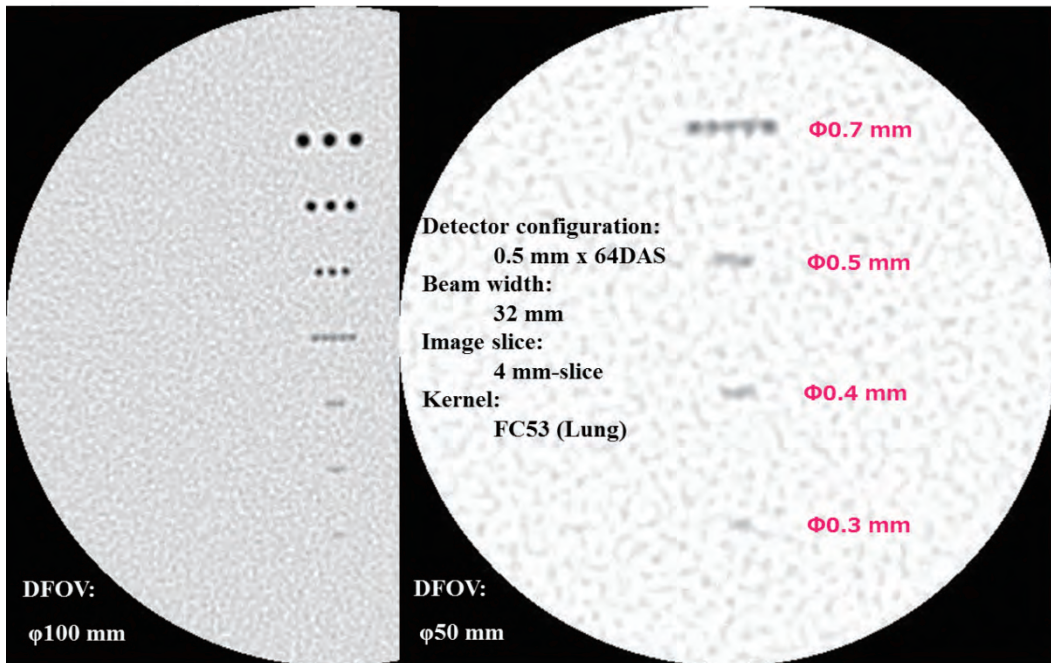 Φ0.7 mm
Detector configuration:
0.5 mm x 64DAS
Beam width:
32 mm
Image slice:
4 mm-slice
Kernel:
FC53 (Lung)
Φ0.5 mm
Φ0.4 mm
Φ0.3 mm
DFOV:
φ100 mm
DFOV:
φ50 mm